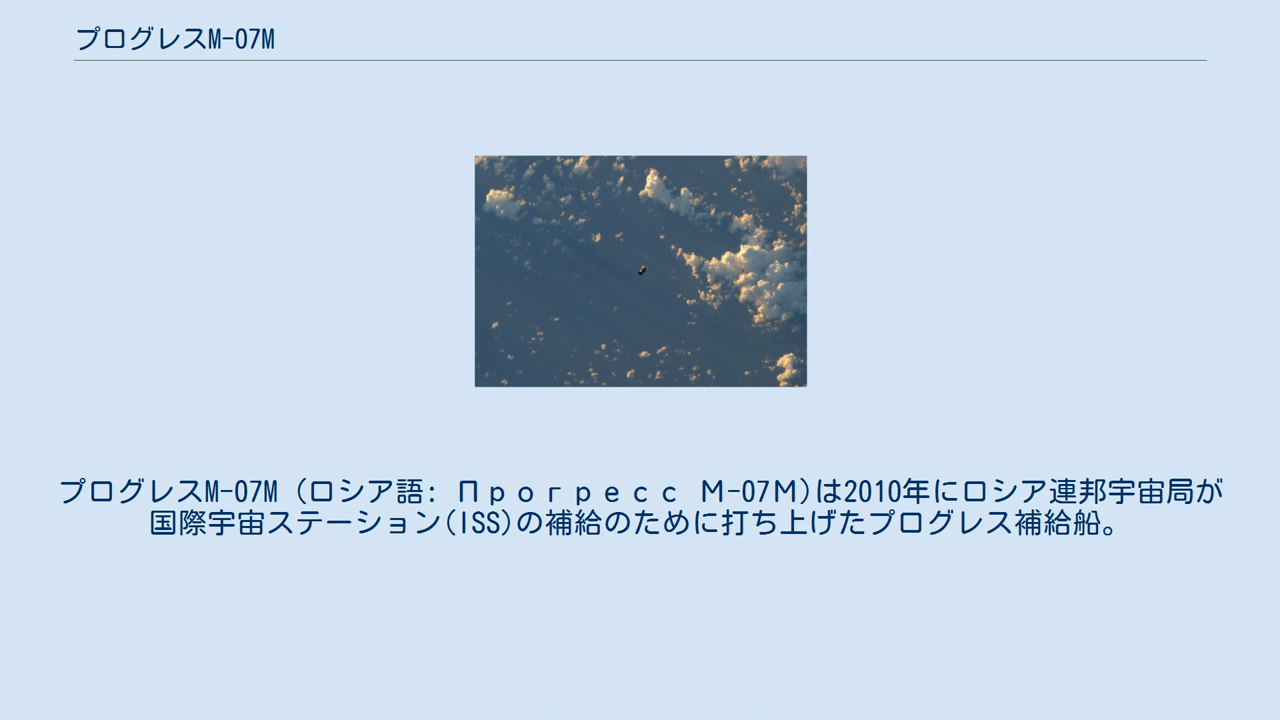 プログレスM-07M
プログレスM-07M (ロシア語: Прогресс М-07М)は2010年にロシア連邦宇宙局が
国際宇宙ステーション(ISS)の補給のために打ち上げたプログレス補給船。